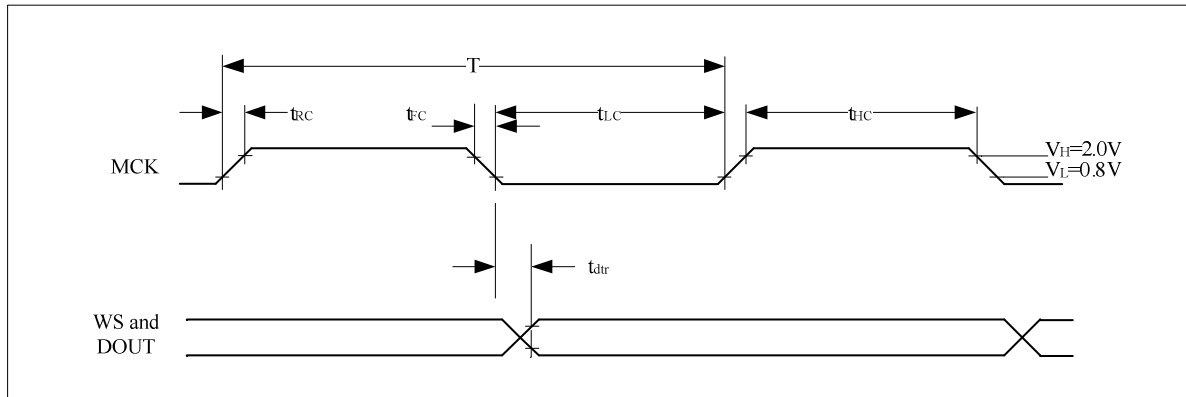 T
tRC
tFC
tLC
tHC
MCK
VH=2.0V
VL=0.8V
tdtr
WS and
DOUT